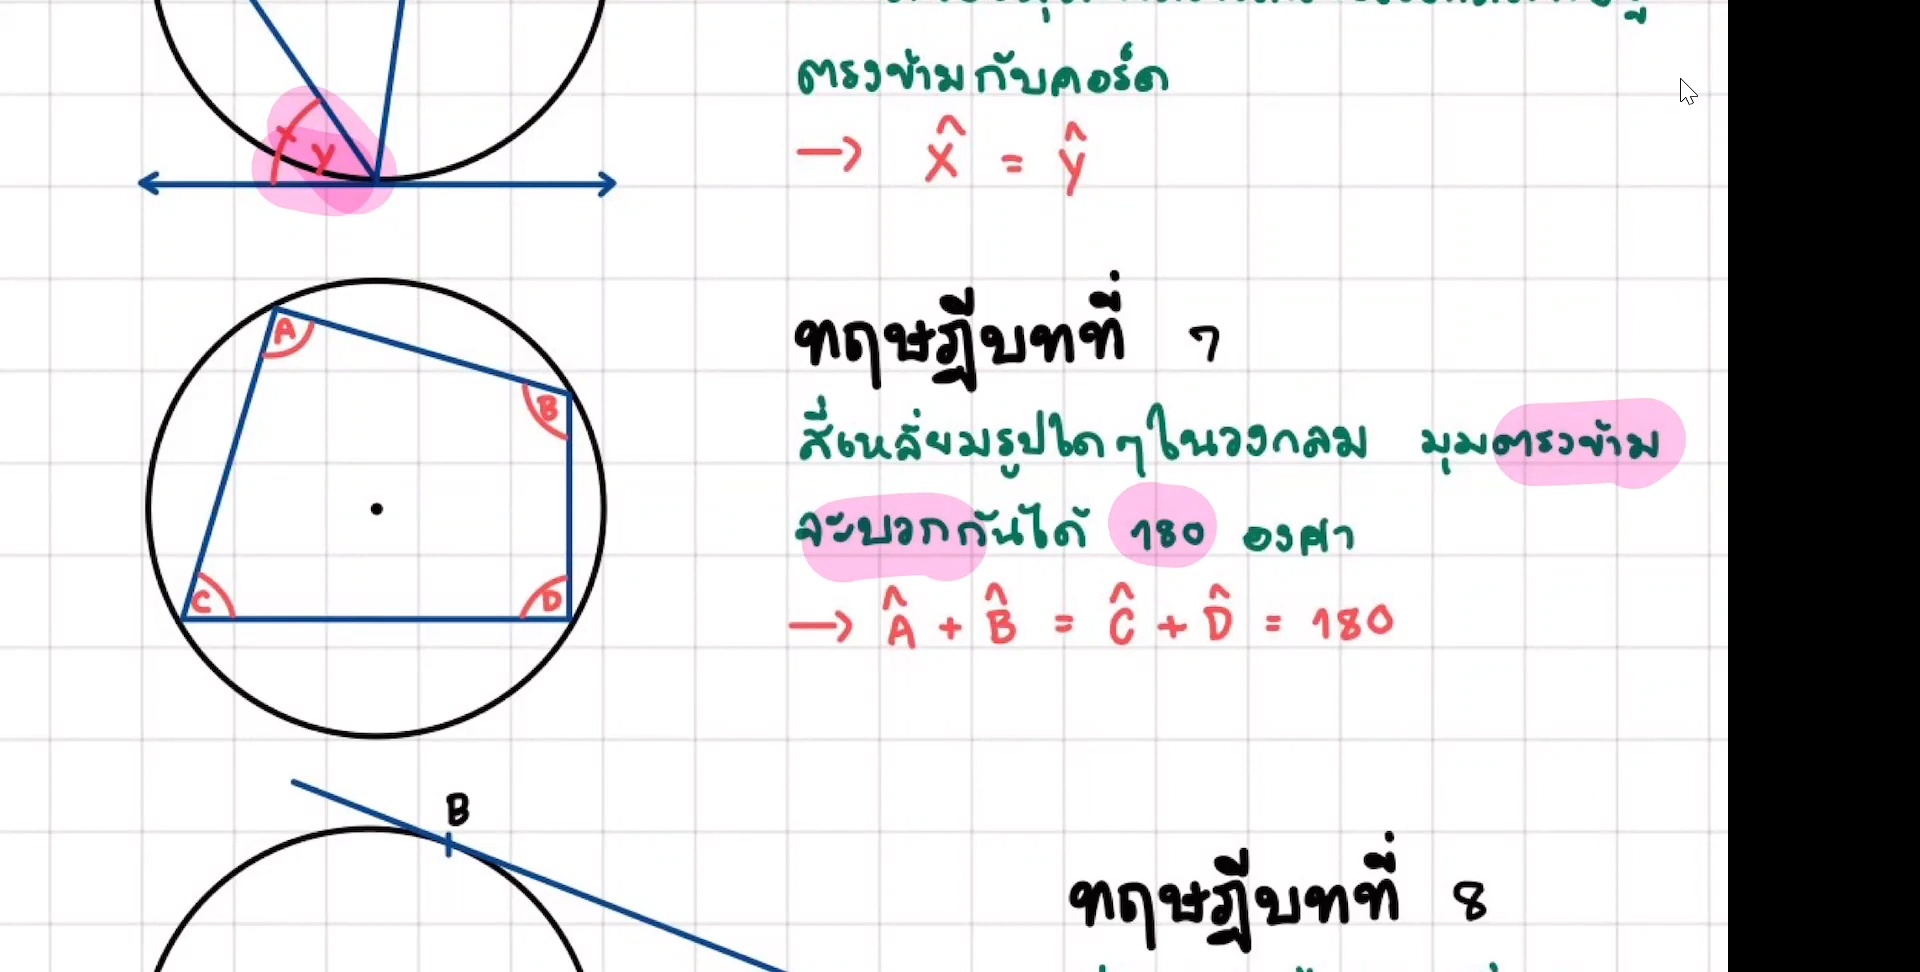 ตรงข้ามกับคอร์ด
x
y
→ x̂ = ŷ
ทฤษฎีบทที่ 7
A
B
สี่เหลี่ยมรูปใดๆในวงกลม มุมตรงข้าม
จะบวกกันได้ 180 องศา
C
D
→ Â + B̂ = Ĉ + D̂ = 180
B
ทฤษฎีบทที่ 8